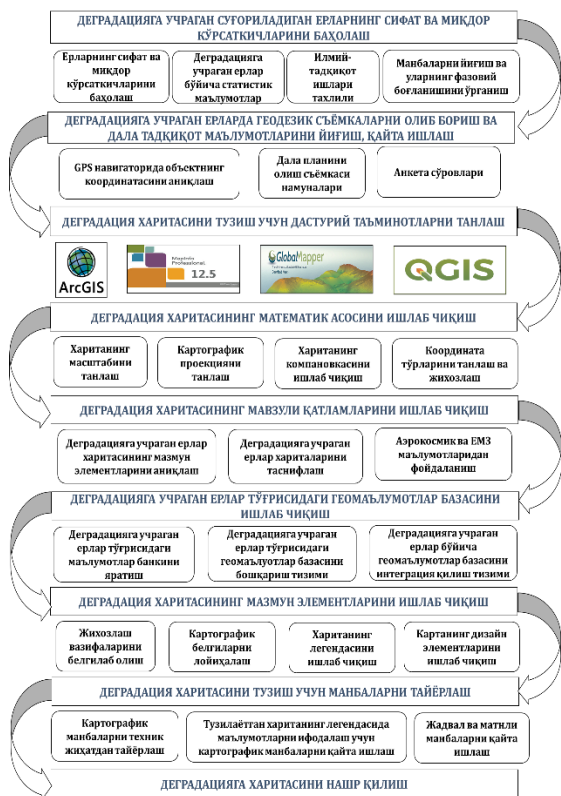 ДЕГРАДАЦИЯГА УЧРАГАН СУҒОРИЛАДИГАН ЕРЛАРНИНГ СИФАТ ВА МИҚДОР
КЎРСАТКИЧЛАРИНИ БАҲОЛАШ
Ерларнинг сифат ва
миқдор
кўрсаткичларини
баҳолаш
Деградацияга
учраган ерлар
бўйича статистик
маълумотлар
Илмий-
тадқиқот
ишлари
таҳлили
Манбаларни йиғиш ва
уларнинг фазовий
боғланишини ўрганиш
ДЕГРАДАЦИЯГА УЧРАГАН ЕРЛАРДА ГЕОДЕЗИК СЪЁМКАЛАРНИ ОЛИБ БОРИШ ВА
ДАЛА ТАДҚИҚОТ МАЪЛУМОТЛАРИНИ ЙИҒИШ, ҚАЙТА ИШЛАШ
GPS навигаторида объектнинг
координатасини аниқлаш
Дала планини
олиш съёмкаси
намуналари
Анкета сўровлари
ДЕГРАДАЦИЯ ХАРИТАСИНИ ТУЗИШ УЧУН ДАСТУРИЙ ТАЪМИНОТЛАРНИ ТАНЛАШ
ArcGIS
MapInfo
Professional
12.5
GlobalMapper
QGIS
ДЕГРАДАЦИЯ ХАРИТАСИНИНГ МАТЕМАТИК АСОСИНИ ИШЛАБ ЧИҚИШ
Хаританинг
масштабини
танлаш
Картографик
проекцияни
танлаш
Хаританинг
компановкасини
ишлаб чиқиш
Координата
тўрларини танлаш ва
жихозлаш
ДЕГРАДАЦИЯ ХАРИТАСИНИНГ МАВЗУЛИ ҚАТЛАМЛАРИНИ ИШЛАБ ЧИҚИШ
Деградацияга учраган ерлар
харитасининг мазмун
элементларини аниқлаш
Деградацияга учраган
ерлар хариталарини
таснифлаш
Аэрокосмик ва ЕМЗ
маълумотларидан
фойдаланиш
ДЕГРАДАЦИЯГА УЧРАГАН ЕРЛАР ТЎҒРИСИДАГИ ГЕОМАЪЛУМОТЛАР БАЗАСИНИ
ИШЛАБ ЧИҚИШ
Деградацияга учраган
ерлар тўғрисидаги
маълумотлар банкини
яратиш
Деградацияга учраган
ерлар тўғрисидаги
геомаълуотлар базасини
бошқариш тизими
Деградацияга учраган
ерлар бўйича
геомаълумотлар базасини
интеграция қилиш тизими
ДЕГРАДАЦИЯ ХАРИТАСИНИНГ МАЗМУН ЭЛЕМЕНТЛАРИНИ ИШЛАБ ЧИҚИШ
Жихозлаш
вазифаларини
белгилаб олиш
Картографик
белгиларни
лойиҳалаш
Хаританинг
легендасини
ишлаб чиқиш
Картанинг дизайн
элементларини
ишлаб чиқиш
ДЕГРАДАЦИЯ ХАРИТАСИНИ ТУЗИШ УЧУН МАНБАЛАРНИ ТАЙЁРЛАШ
Картографик
манбаларни техник
жиҳатдан тайёрлаш
Тузилаётган хаританинг легендасида
маълумотларни ифодалаш учун
картографик манбаларни қайта ишлаш
Жадвал ва матнли
манбаларни қайта
ишлаш
ДЕГРАДАЦИЯГА ХАРИТАСИНИ НАШР ҚИЛИШ